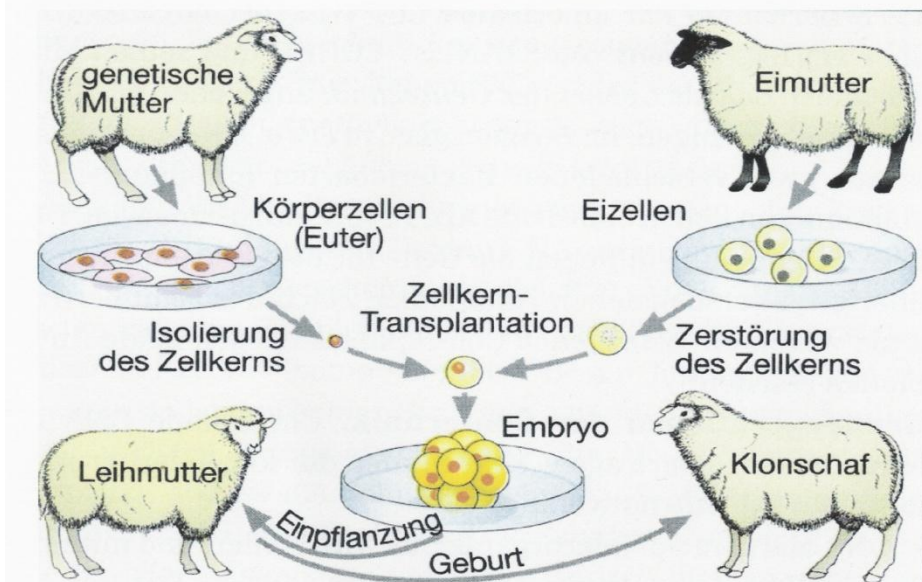 genetische
Mutter
Eimutter
Körperzellen
(Euter)
Eizellen
Zellkern-
Transplantation
Isolierung
des Zellkerns
Zerstörung
des Zellkerns
Embryo
Leihmutter
Klonschaf
Einpflanzung
Geburt